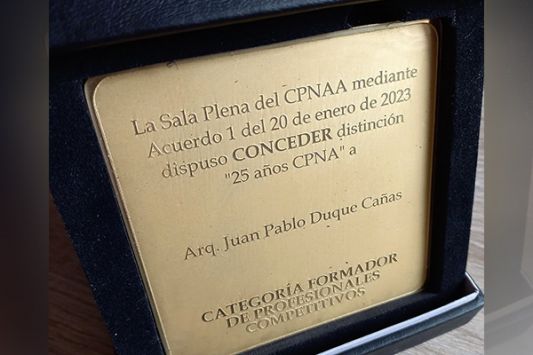 La Sala Plena del CPNAA mediante
Acuerdo 1 del 20 de enero de 2023
dispuso CONCEDER distinción
"25 años CPNA" a
Arq. Juan Pablo Duque Cañas
CATEGORÍA FORMADOR
DE PROFESIONALES
COMPETITIVOS